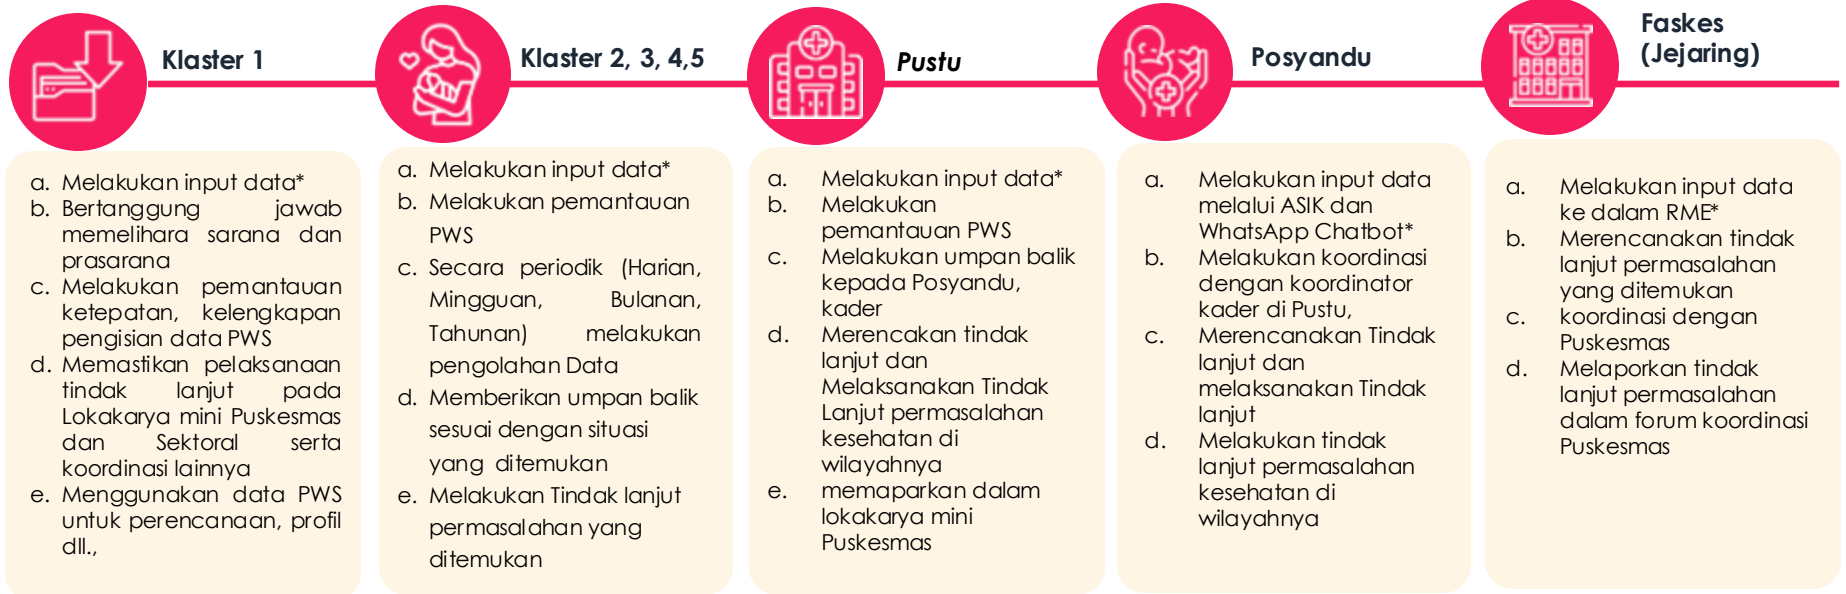 Klaster 1
a. Melakukan input data*
b. Bertanggung jawab
memelihara sarana dan
prasarana
c. Melakukan pemantauan
ketepatan, kelengkapan
pengisian data PWS
d. Memastikan pelaksanaan
tindak lanjut pada
Lokakarya mini Puskesmas
dan Sektoral serta
koordinasi lainnya
e. Menggunakan data PWS
untuk perencanaan, profil
dll.,
Klaster 2, 3, 4,5
a. Melakukan input data*
b. Melakukan pemantauan
PWS
c. Secara periodik (Harian,
Mingguan, Bulanan,
Tahunan) melakukan
pengolahan Data
d. Memberikan umpan balik
sesuai dengan situasi
yang ditemukan
e. Melakukan Tindak lanjut
permasalahan yang
ditemukan
Pustu
a. Melakukan input data*
b. Melakukan
pemantauan PWS
c. Melakukan umpan balik
kepada Posyandu,
kader
d. Merencakan tindak
lanjut dan
Melaksanakan Tindak
Lanjut permasalahan
kesehatan di
wilayahnya
e. memaparkan dalam
lokakarya mini
Puskesmas
Posyandu
a. Melakukan input data
melalui ASIK dan
WhatsApp Chatbot*
b. Melakukan koordinasi
dengan koordinator
kader di Pustu,
c. Merencanakan Tindak
lanjut dan
melaksanakan Tindak
lanjut
d. Melakukan tindak
lanjut permasalahan
kesehatan di
wilayahnya
Faskes
(Jejaring)
a. Melakukan input data
ke dalam RME*
b. Merencanakan tindak
lanjut permasalahan
yang ditemukan
c. koordinasi dengan
Puskesmas
d. Melaporkan tindak
lanjut permasalahan
dalam forum koordinasi
Puskesmas